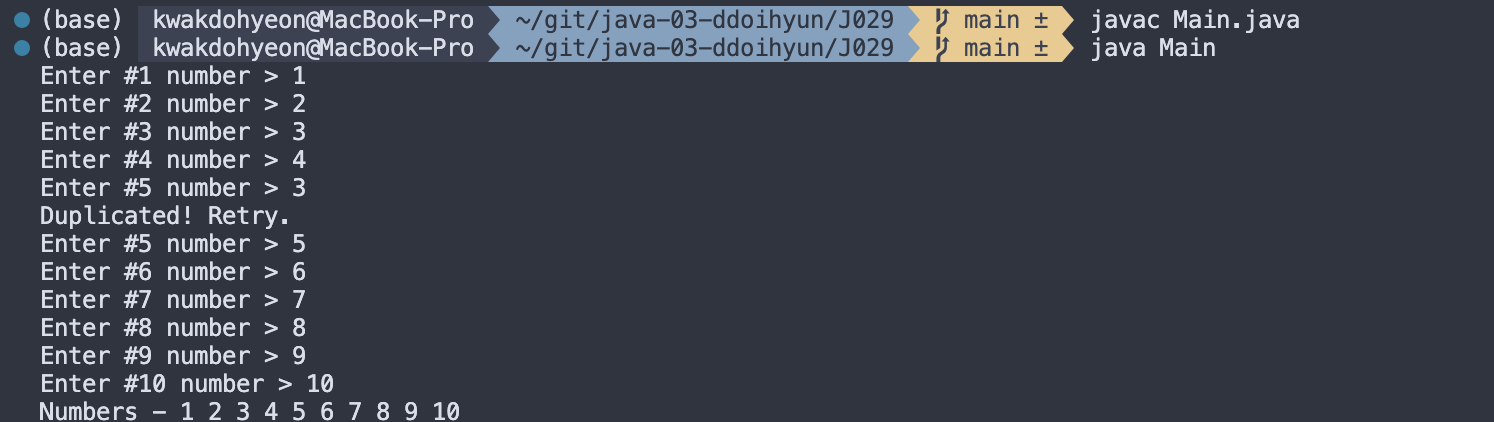 (base) kwakdohyeon@MacBook-Pro ~/git/java-03-ddoihyun/J029 main ± javac Main.java
(base) kwakdohyeon@MacBook-Pro ~/git/java-03-ddoihyun/J029 main ± java Main
Enter #1 number > 1
Enter #2 number > 2
Enter #3 number > 3
Enter #4 number > 4
Enter #5 number > 3
Duplicated! Retry.
Enter #5 number > 5
Enter #6 number > 6
Enter #7 number > 7
Enter #8 number > 8
Enter #9 number > 9
Enter #10 number > 10
Numbers – 1 2 3 4 5 6 7 8 9 10